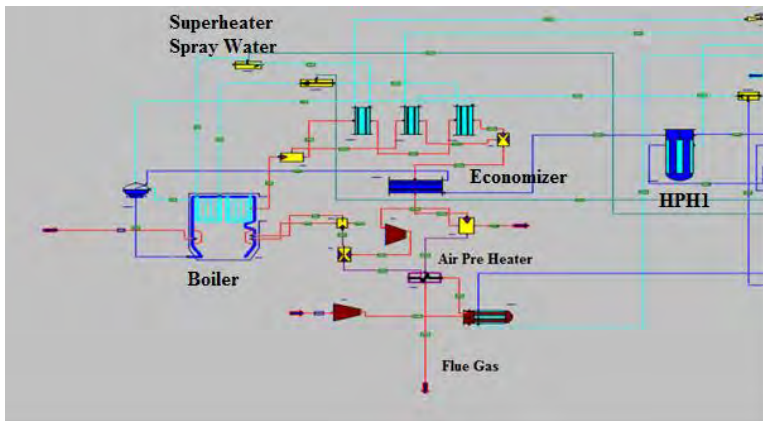 Superheater
Spray Water
Economizer
HPH1
Boiler
Air Pre Heater
Flue Gas